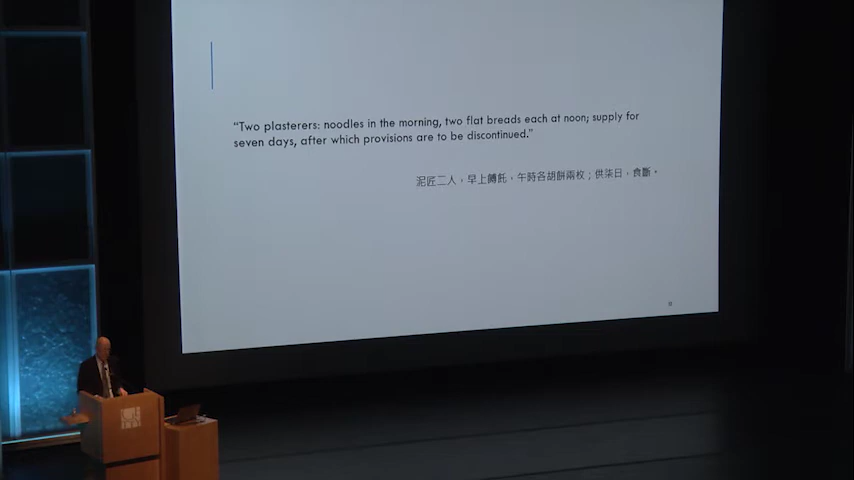 “Two plasterers: noodles in the morning, two flat breads each at noon; supply for
seven days, after which provisions are to be discontinued.”
泥匠二人，早上餺飥，午時各胡餅兩枚；供柒日，食斷。